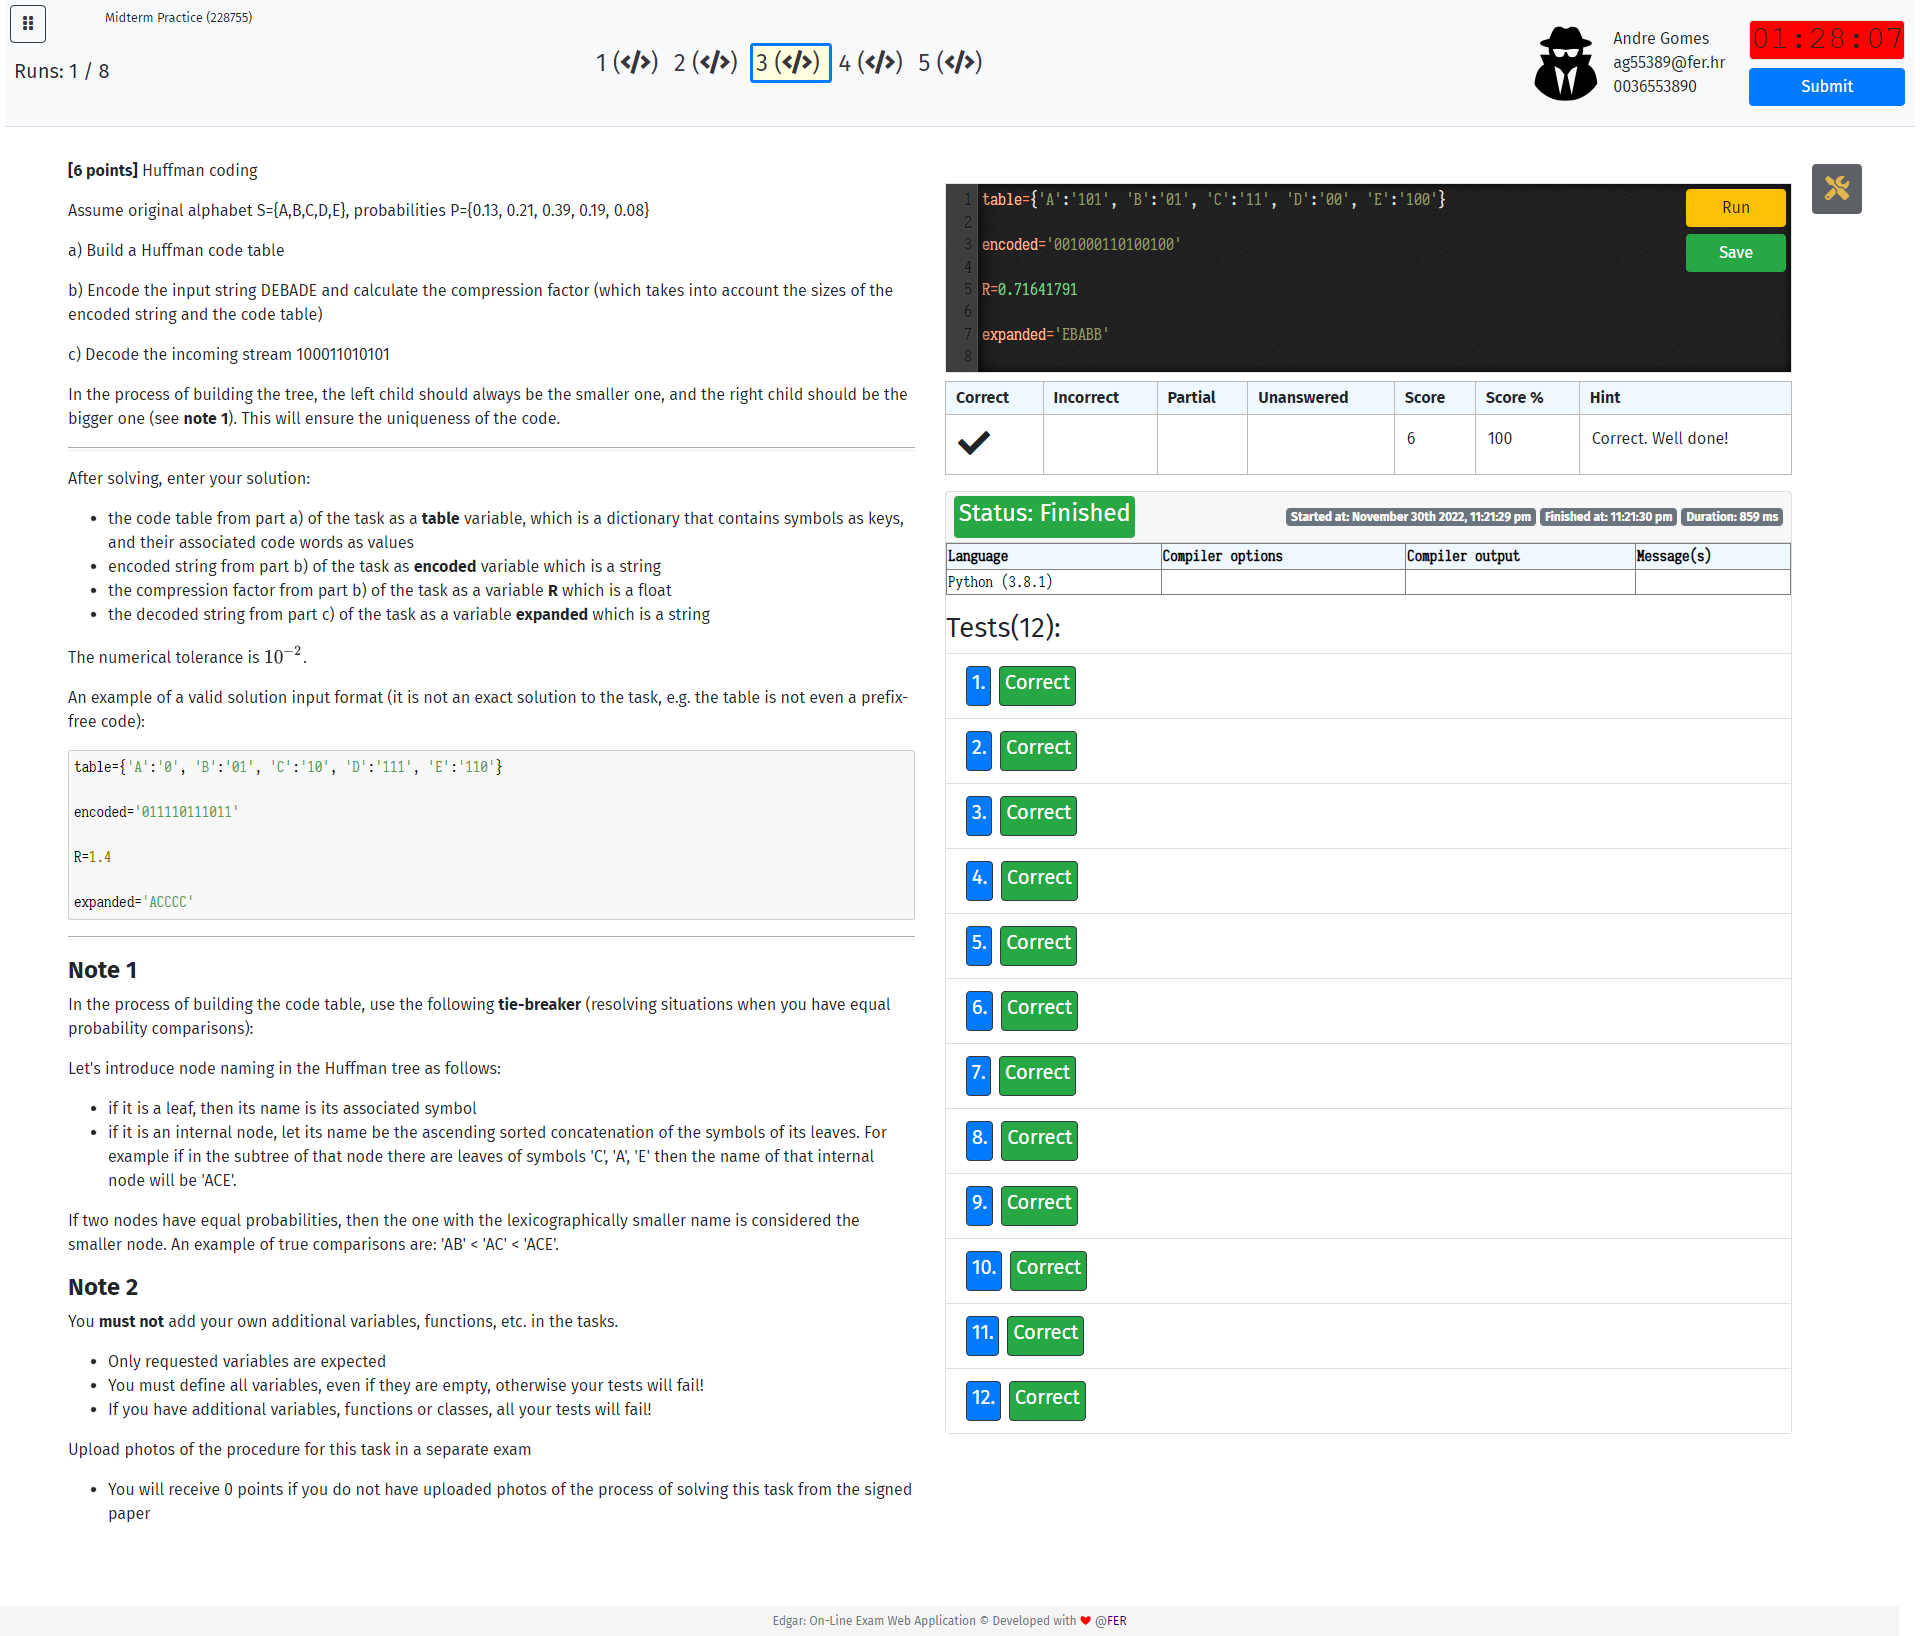 Midterm Practice (228755)
Runs: 1 / 8
1 (</>) 2 (</>) 3 (</>) 4 (</>) 5 (</>)
Andre Gomes
ag55389@fer.hr
0036553890
01:28:07
Submit
[6 points] Huffman coding
Assume original alphabet S={A,B,C,D,E}, probabilities P={0.13, 0.21, 0.39, 0.19, 0.08}
a) Build a Huffman code table
b) Encode the input string DEBADE and calculate the compression factor (which takes into account the sizes of the
encoded string and the code table)
c) Decode the incoming stream 100011010101
In the process of building the tree, the left child should always be the smaller one, and the right child should be the
bigger one (see note 1). This will ensure the uniqueness of the code.
After solving, enter your solution:
• the code table from part a) of the task as a table variable, which is a dictionary that contains symbols as keys,
and their associated code words as values
• encoded string from part b) of the task as encoded variable which is a string
• the compression factor from part b) of the task as a variable R which is a float
• the decoded string from part c) of the task as a variable expanded which is a string
The numerical tolerance is 10⁻².
An example of a valid solution input format (it is not an exact solution to the task, e.g. the table is not even a prefix-
free code):
table={'A':'0', 'B':'01', 'C':'10', 'D':'111', 'E':'110'}
encoded='011110111011'
R=1.4
expanded='ACCCC'
Note 1
In the process of building the code table, use the following tie-breaker (resolving situations when you have equal
probability comparisons):
Let's introduce node naming in the Huffman tree as follows:
• if it is a leaf, then its name is its associated symbol
• if it is an internal node, let its name be the ascending sorted concatenation of the symbols of its leaves. For
example if in the subtree of that node there are leaves of symbols 'C', 'A', 'E' then the name of that internal
node will be 'ACE'.
If two nodes have equal probabilities, then the one with the lexicographically smaller name is considered the
smaller node. An example of true comparisons are: 'AB' < 'AC' < 'ACE'.
Note 2
You must not add your own additional variables, functions, etc. in the tasks.
• Only requested variables are expected
• You must define all variables, even if they are empty, otherwise your tests will fail!
• If you have additional variables, functions or classes, all your tests will fail!
Upload photos of the procedure for this task in a separate exam
• You will receive 0 points if you do not have uploaded photos of the process of solving this task from the signed
paper
1 table={'A':'101', 'B':'01', 'C':'11', 'D':'00', 'E':'100'}
2
3 encoded='001000110100100'
4
5 R=0.71641791
6
7 expanded='EBABB'
8
Run
Save
Correct Incorrect Partial Unanswered Score Score % Hint
6 100 Correct. Well done!
Status: Finished
Started at: November 30th 2022, 11:21:29 pm Finished at: 11:21:30 pm Duration: 859 ms
Language Compiler options Compiler output Message(s)
Python (3.8.1)
Tests(12):
1. Correct
2. Correct
3. Correct
4. Correct
5. Correct
6. Correct
7. Correct
8. Correct
9. Correct
10. Correct
11. Correct
12. Correct
Edgar: On-Line Exam Web Application © Developed with ❤ @FER